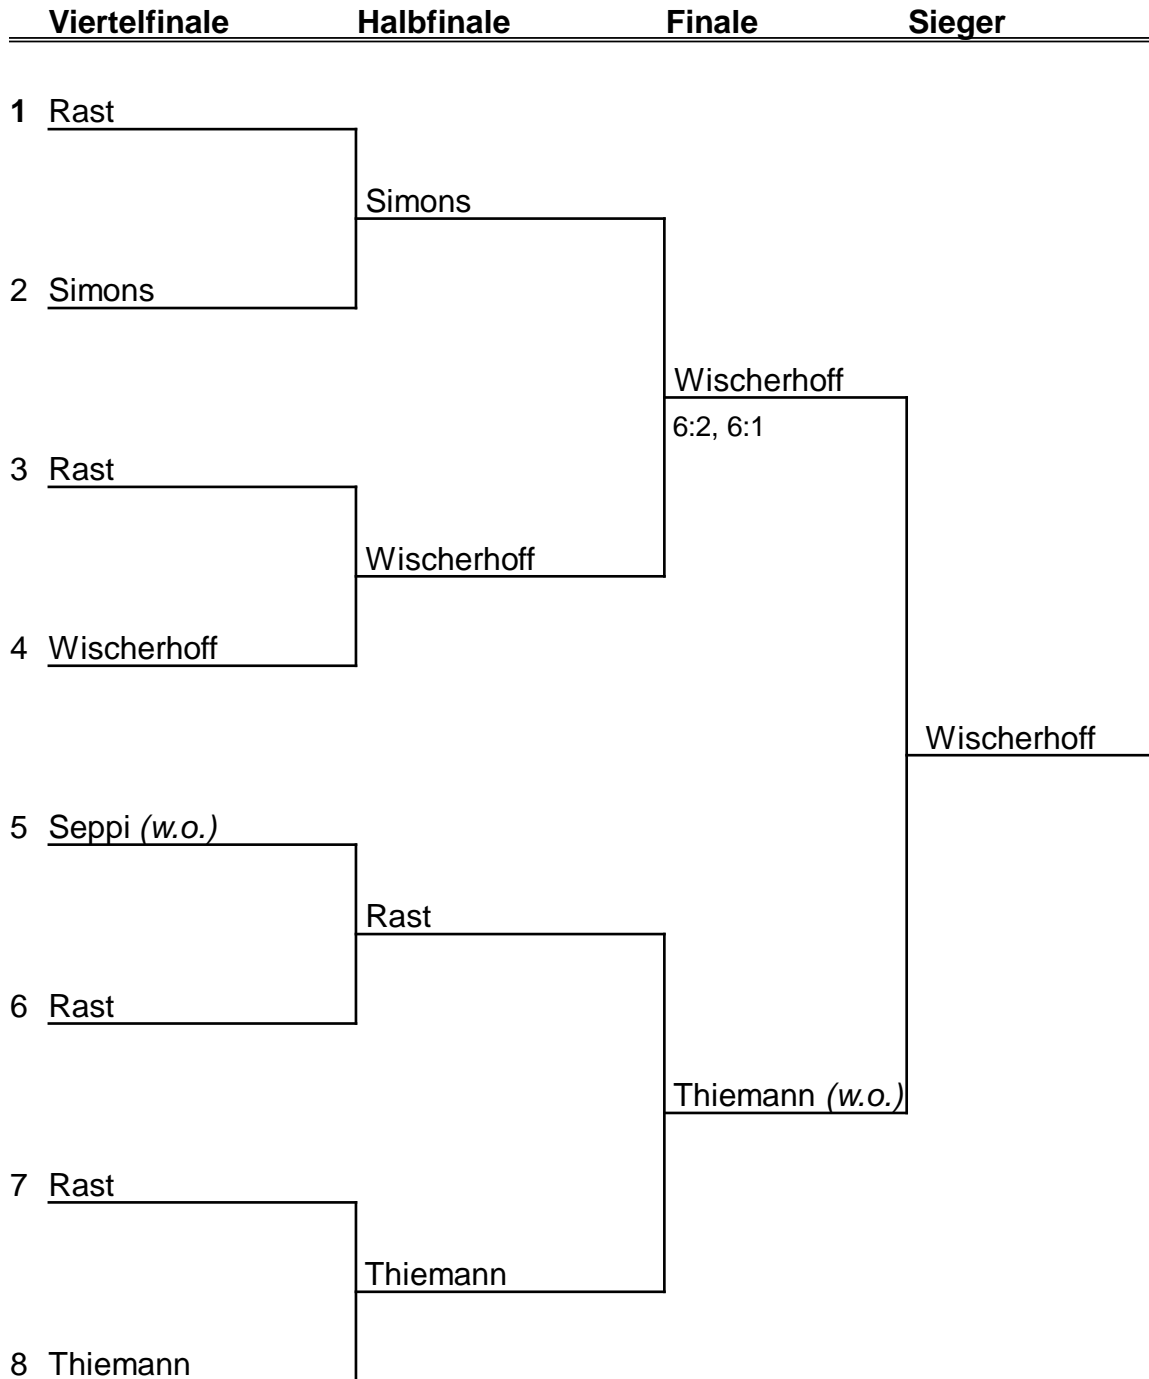 Viertelfinale Halbfinale Finale Sieger
1 Rast
Simons
2 Simons
Wischerhoff
6:2, 6:1
3 Rast
Wischerhoff
4 Wischerhoff
Wischerhoff
5 Seppi (w.o.)
Rast
6 Rast
Thiemann (w.o.)
7 Rast
Thiemann
8 Thiemann